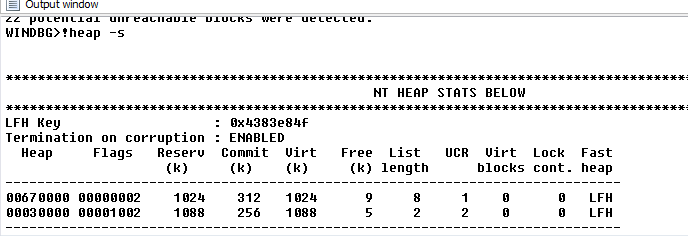 Output window
22 potential unreachable blocks were detected.
WINDBG>!heap -s
************************************************************************************
NT HEAP STATS BELOW
************************************************************************************
LFH Key                   : 0x4383e84f
Termination on corruption : ENABLED
  Heap     Flags   Reserv  Commit  Virt   Free  List   UCR  Virt  Lock  Fast
                    (k)     (k)    (k)     (k) length      blocks cont. heap
-----------------------------------------------------------------------------
00670000 00000002    1024    312   1024      9     8     1    0      0   LFH
00030000 00001002    1088    256   1088      5     2     2    0      0   LFH
-----------------------------------------------------------------------------